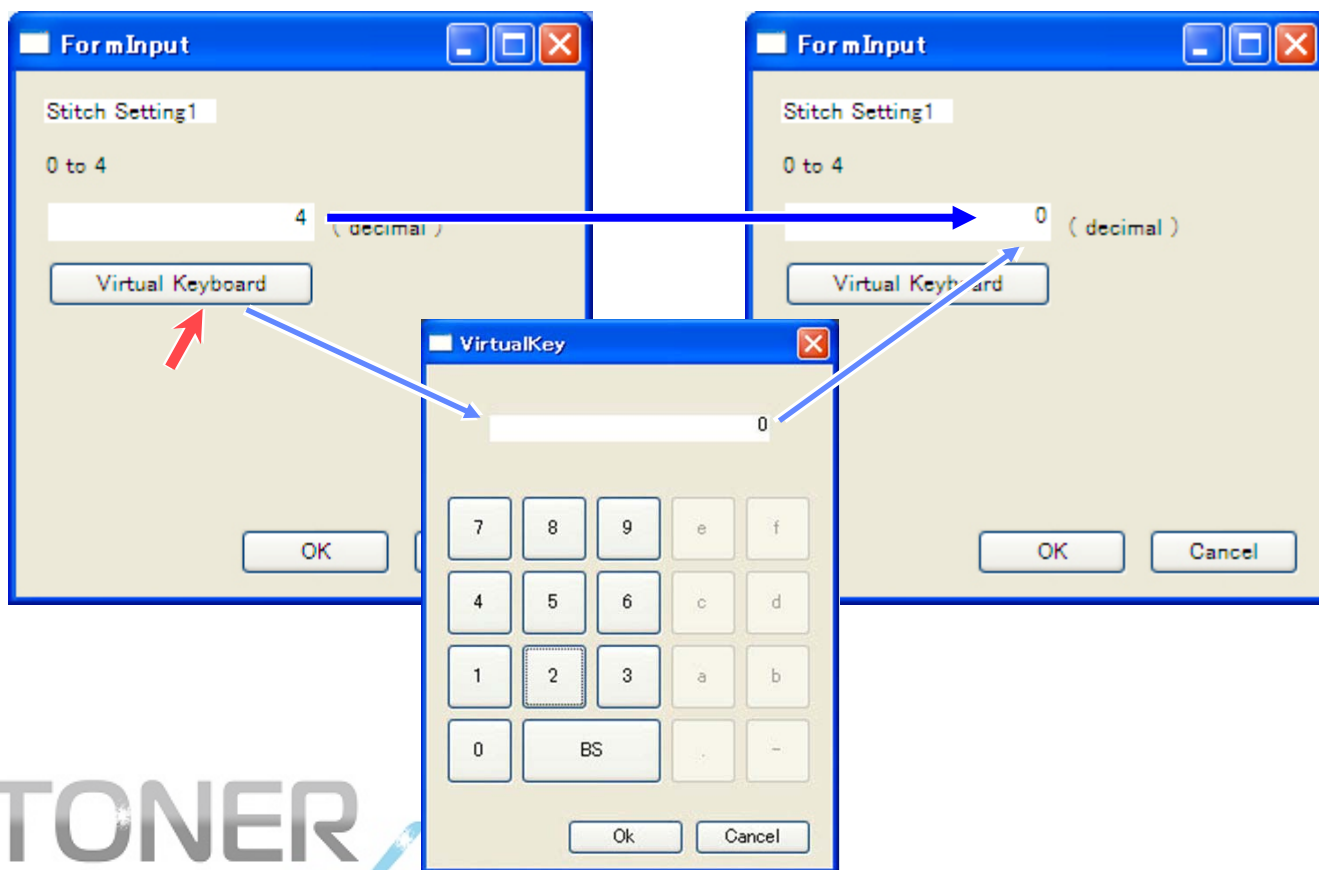 FormInput
Stitch Setting1
0 to 4
4 ( decimal )
Virtual Keyboard
OK
FormInput
Stitch Setting1
0 to 4
0 ( decimal )
Virtual Keyboard
OK Cancel
VirtualKey
0
7 8 9 e f
4 5 6 c d
1 2 3 a b
0 BS . -
Ok Cancel
TONER